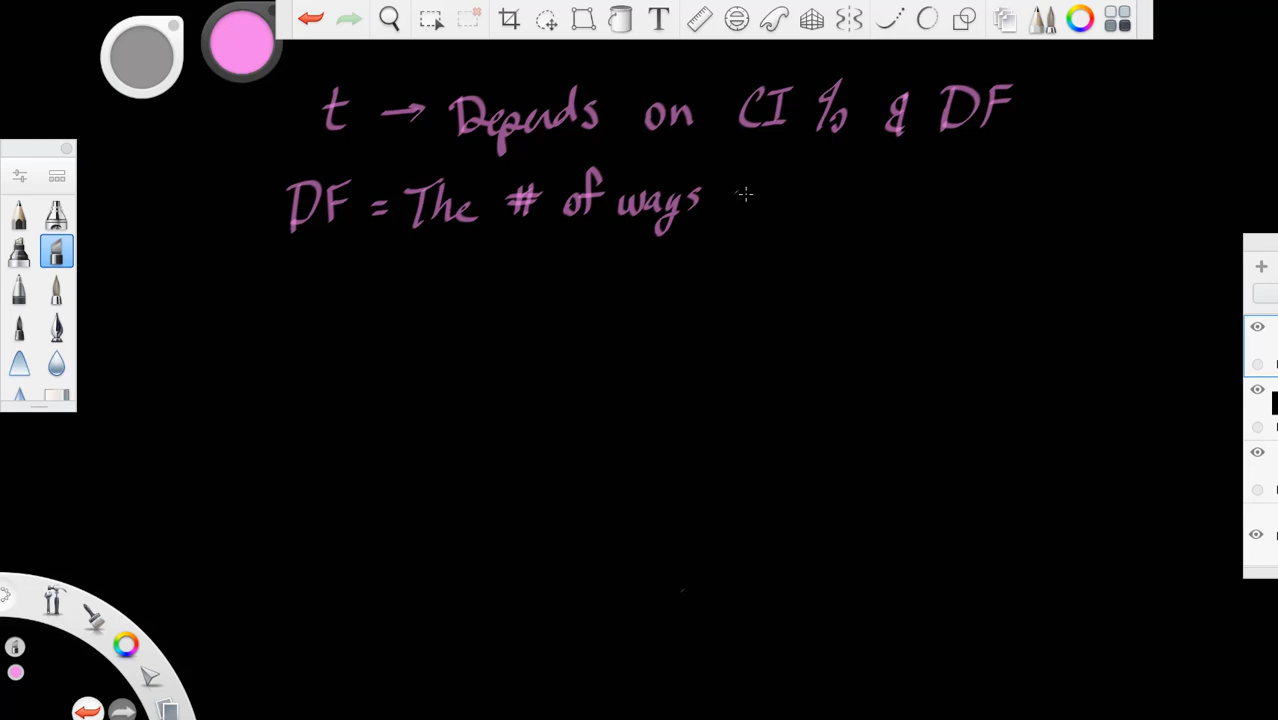 t → Depends on CI % & DF
DF = The # of ways